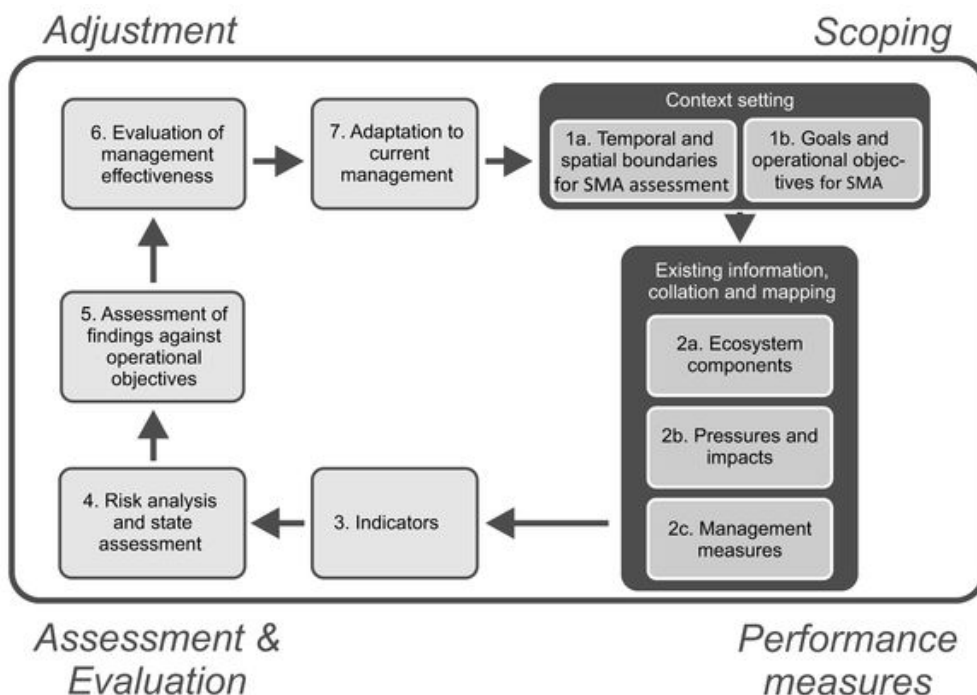 Adjustment
Scoping
6. Evaluation of
management
effectiveness
7. Adaptation to
current
management
Context setting
1a. Temporal and
spatial boundaries
for SMA assessment
1b. Goals and
operational objec-
tives for SMA
Existing information,
collation and mapping
2a. Ecosystem
components
2b. Pressures and
impacts
2c. Management
measures
3. Indicators
4. Risk analysis
and state
assessment
5. Assessment of
findings against
operational
objectives
Assessment &
Evaluation
Performance
measures